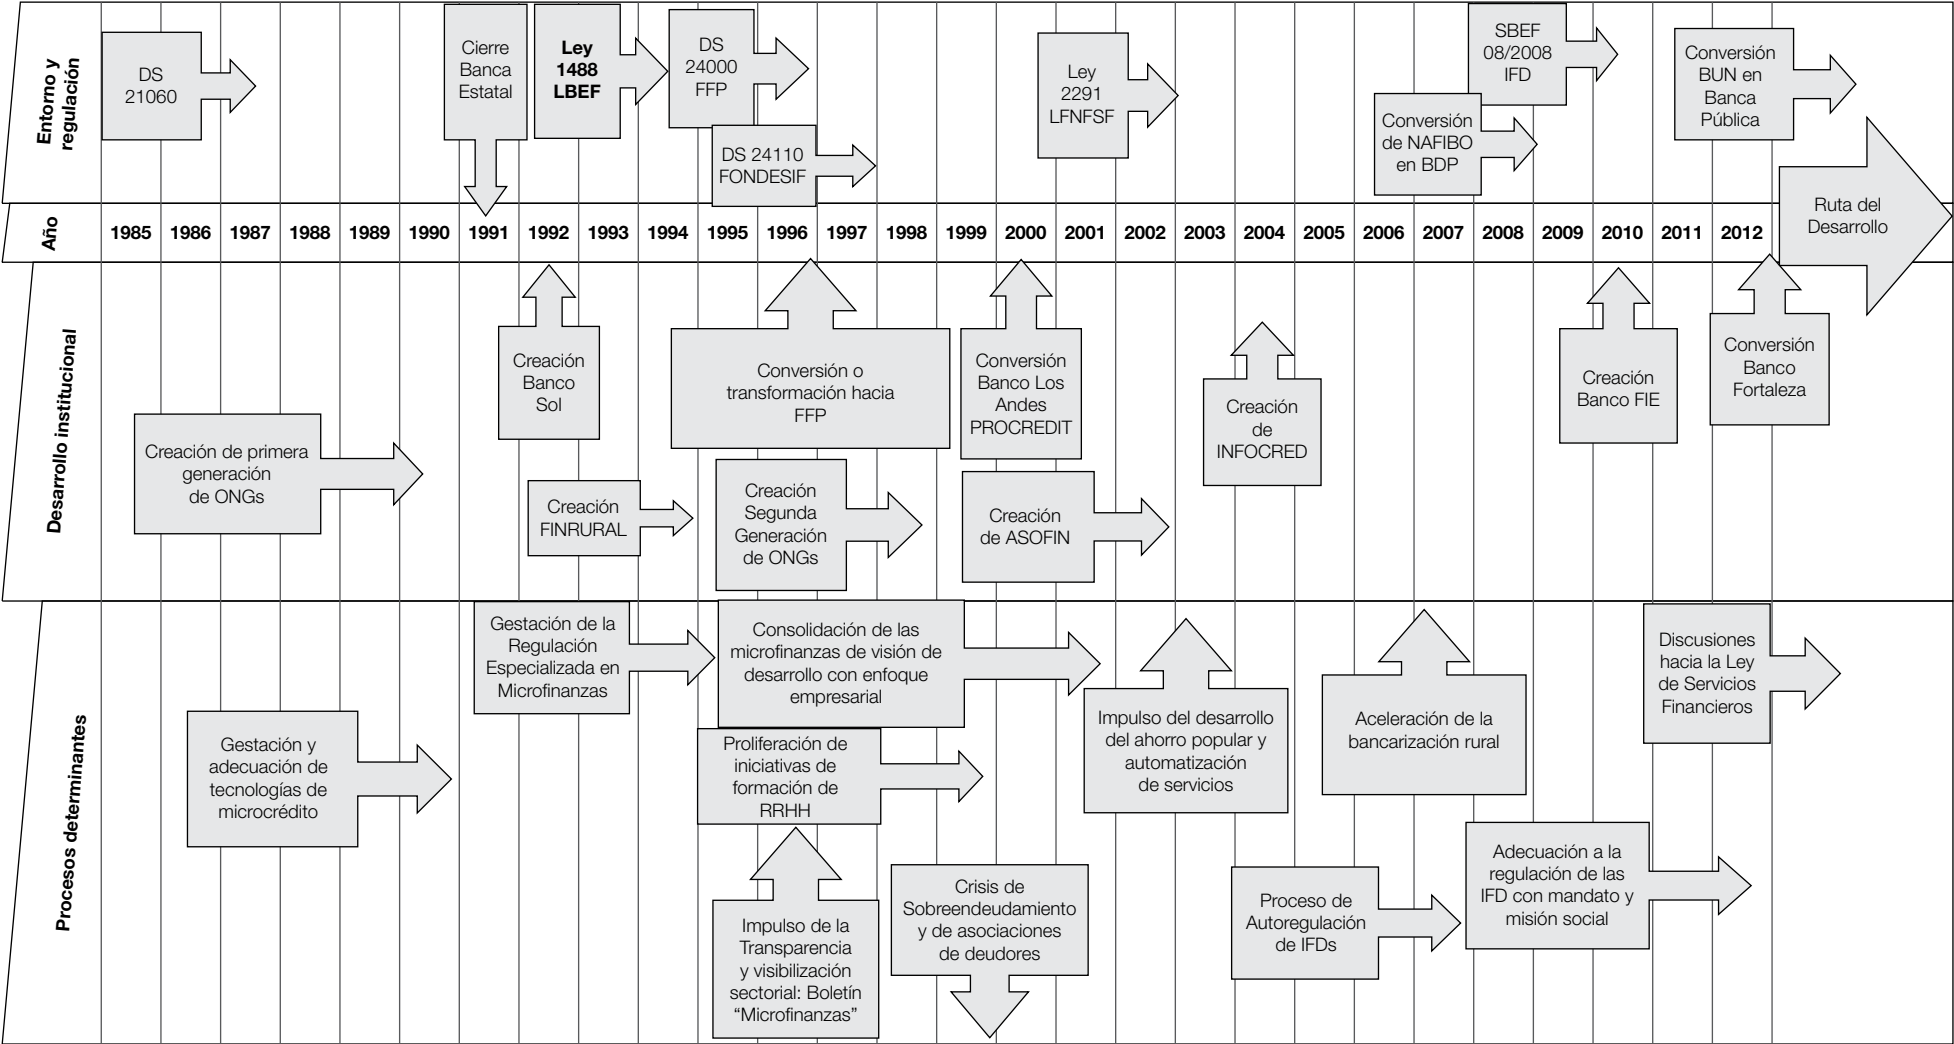 Entorno y
regulación
DS
21060
Cierre
Banca
Estatal
Ley
1488
LBEF
DS
24000
FFP
DS 24110
FONDESIF
Ley
2291
LFNFSF
Conversión
de NAFIBO
en BDP
SBEF
08/2008
IFD
Conversión
BUN en
Banca
Pública
Ruta del
Desarrollo
Año
1985 1986 1987 1988 1989 1990 1991 1992 1993 1994 1995 1996 1997 1998 1999 2000 2001 2002 2003 2004 2005 2006 2007 2008 2009 2010 2011 2012
Desarrollo institucional
Creación de primera
generación
de ONGs
Creación
Banco
Sol
Creación
FINRURAL
Conversión o
transformación hacia
FFP
Creación
Segunda
Generación
de ONGs
Conversión
Banco Los
Andes
PROCREDIT
Creación
de ASOFIN
Creación
de
INFOCRED
Creación
Banco FIE
Conversión
Banco
Fortaleza
Procesos determinantes
Gestación y
adecuación de
tecnologías de
microcrédito
Gestación de la
Regulación
Especializada en
Microfinanzas
Consolidación de las
microfinanzas de visión de
desarrollo con enfoque
empresarial
Proliferación de
iniciativas de
formación de
RRHH
Impulso de la
Transparencia
y visibilización
sectorial: Boletín
“Microfinanzas”
Crisis de
Sobreendeudamiento
y de asociaciones
de deudores
Impulso del desarrollo
del ahorro popular y
automatización
de servicios
Proceso de
Autoregulación
de IFDs
Aceleración de la
bancarización rural
Adecuación a la
regulación de las
IFD con mandato y
misión social
Discusiones
hacia la Ley
de Servicios
Financieros